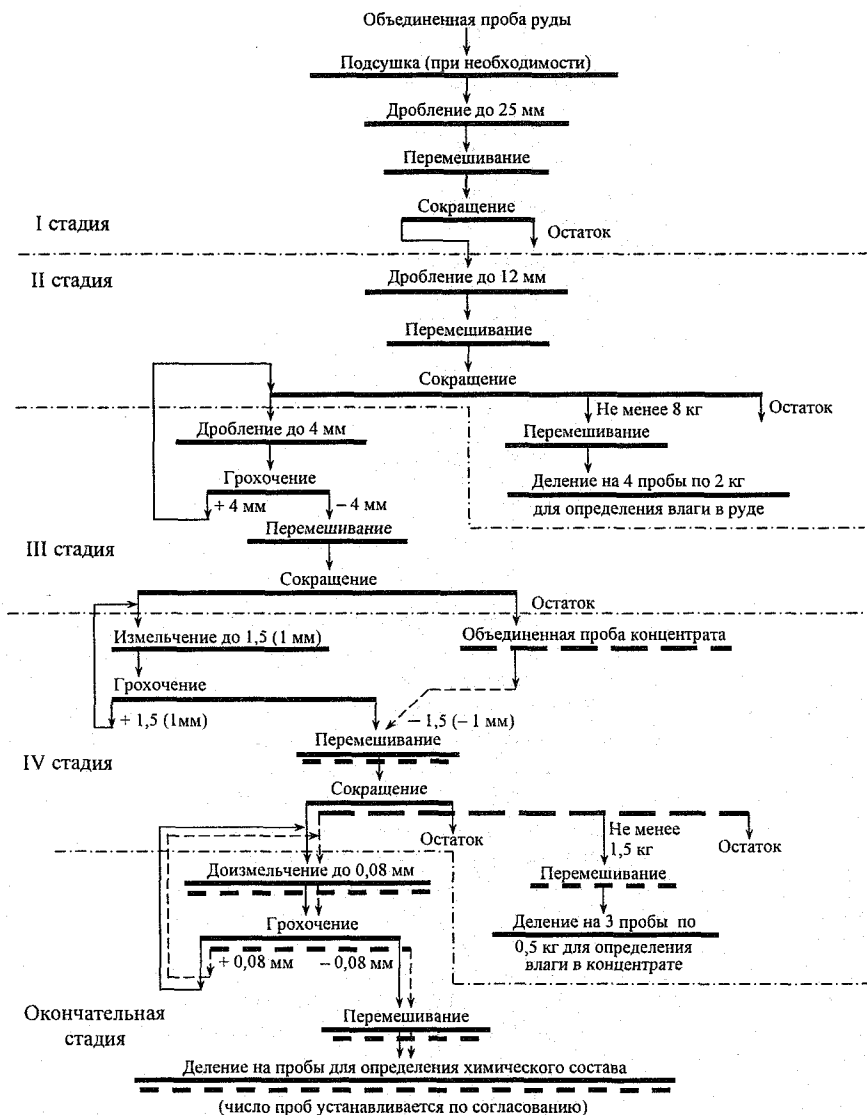 Объединенная проба руды
Подсушка (при необходимости)
Дробление до 25 мм
Перемешивание
Сокращение
I стадия
Остаток
II стадия
Дробление до 12 мм
Перемешивание
Сокращение
Не менее 8 кг
Остаток
Дробление до 4 мм
Перемешивание
Грохочение
Деление на 4 пробы по 2 кг
+ 4 мм
– 4 мм
для определения влаги в руде
Перемешивание
III стадия
Сокращение
Остаток
Измельчение до 1,5 (1 мм)
Объединенная проба концентрата
Грохочение
+ 1,5 (1мм)
– 1,5 (– 1 мм)
Перемешивание
IV стадия
Сокращение
Остаток
Не менее
1,5 кг
Остаток
Доизмельчение до 0,08 мм
Перемешивание
Грохочение
Деление на 3 пробы по
0,5 кг для определения
влаги в концентрате
+ 0,08 мм
– 0,08 мм
Окончательная
стадия
Перемешивание
Деление на пробы для определения химического состава
(число проб устанавливается по согласованию)